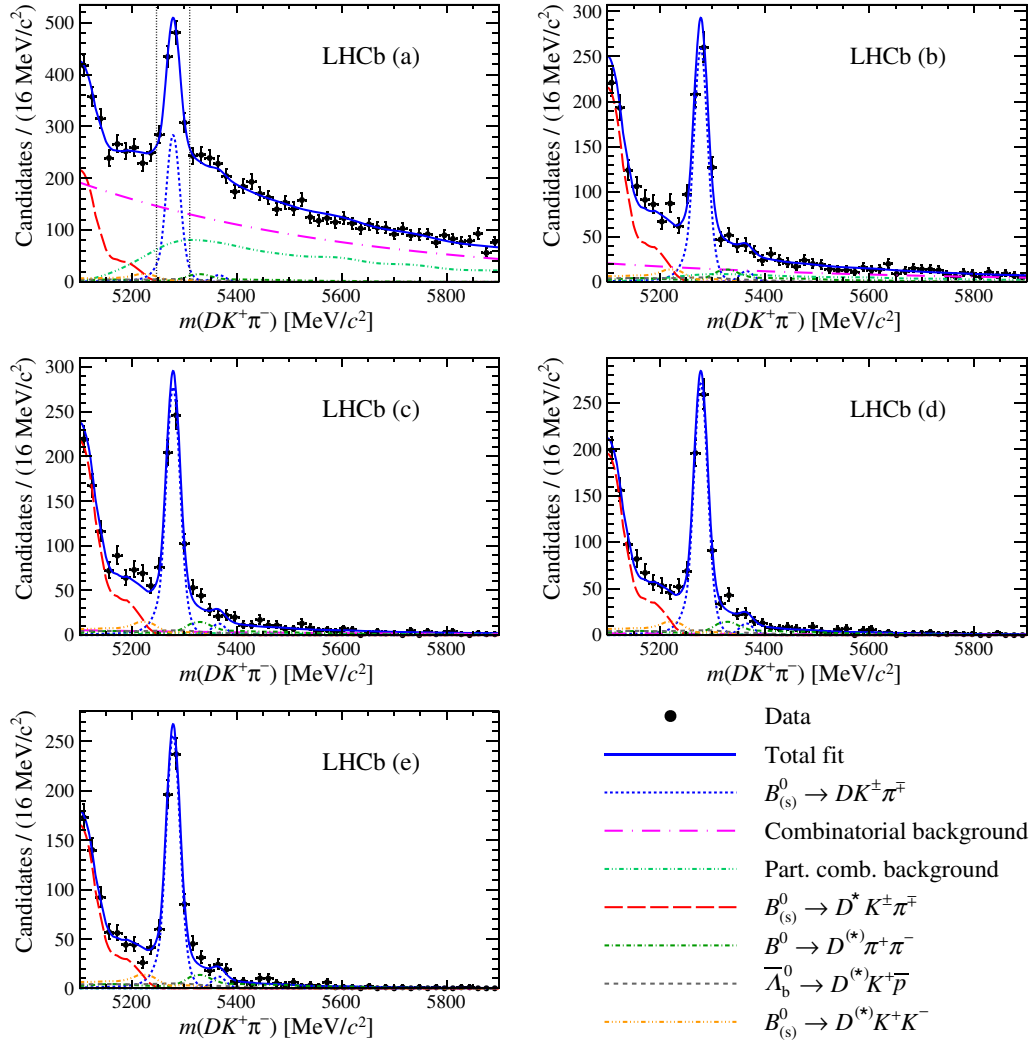 LHCb (a)
Candidates / (16 MeV/c²)
500
400
300
200
100
0
5200 5400 5600 5800
m(DK⁺π⁻) [MeV/c²]
LHCb (b)
Candidates / (16 MeV/c²)
300
250
200
150
100
50
0
5200 5400 5600 5800
m(DK⁺π⁻) [MeV/c²]
LHCb (c)
Candidates / (16 MeV/c²)
300
250
200
150
100
50
0
5200 5400 5600 5800
m(DK⁺π⁻) [MeV/c²]
LHCb (d)
Candidates / (16 MeV/c²)
300
250
200
150
100
50
0
5200 5400 5600 5800
m(DK⁺π⁻) [MeV/c²]
LHCb (e)
Candidates / (16 MeV/c²)
250
200
150
100
50
0
5200 5400 5600 5800
m(DK⁺π⁻) [MeV/c²]
Data
Total fit
B⁰₍ₛ₎ → DK±π∓
Combinatorial background
Part. comb. background
B⁰₍ₛ₎ → D* K±π∓
B⁰ → D⁽*⁾π⁺π⁻
Λ̅⁰_b → D⁽*⁾K⁺p̅
B⁰₍ₛ₎ → D⁽*⁾K⁺K⁻